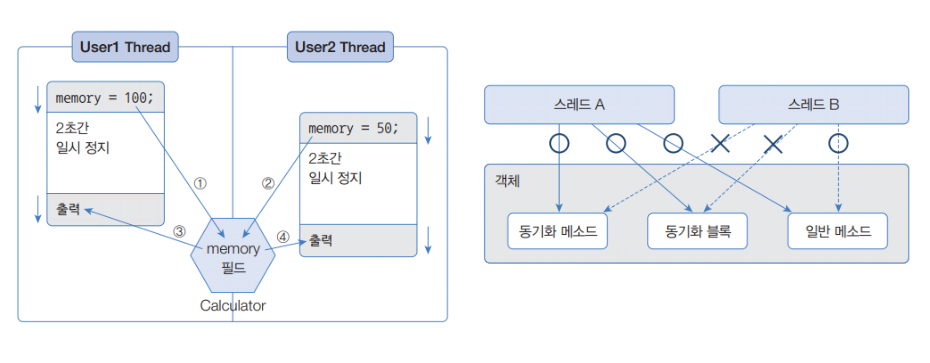 User1 Thread
User2 Thread
memory = 100;
2초간
일시 정지
출력
memory = 50;
2초간
일시 정지
출력
①
②
③
④
memory
필드
Calculator
스레드 A
스레드 B
객체
동기화 메소드
동기화 블록
일반 메소드